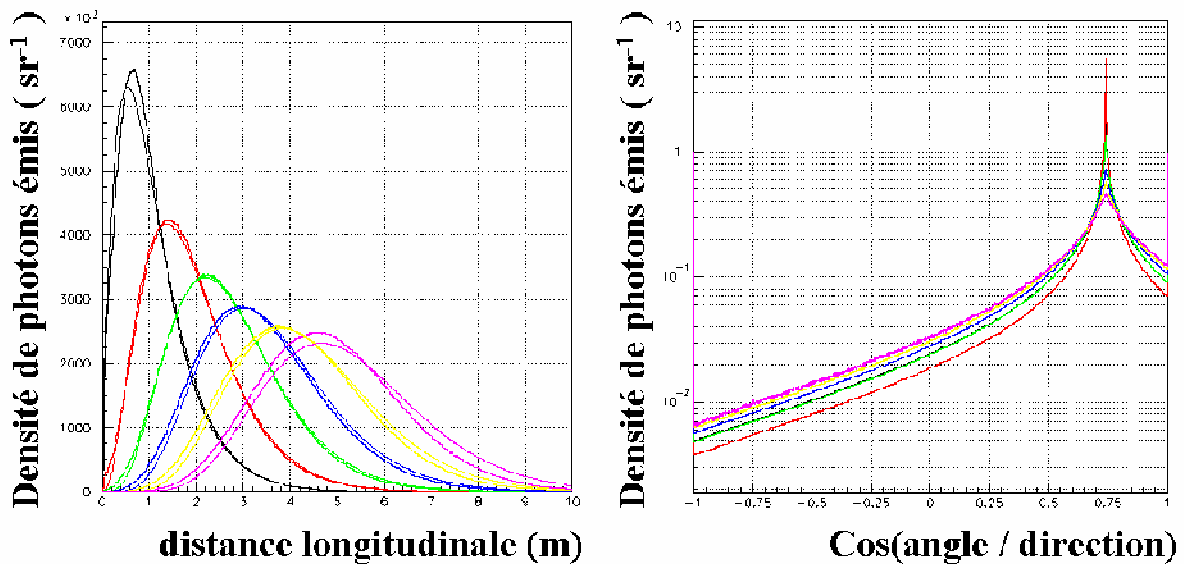 Densité de photons émis ( sr-1 )
× 10-2
7000
6000
5000
4000
3000
2000
1000
0
0 1 2 3 4 5 6 7 8 9 10
distance longitudinale (m)
Densité de photons émis ( sr-1 )
10
1
10-1
10-2
-1 -0.75 -0.5 -0.25 0 0.25 0.5 0.75 1
Cos(angle / direction)